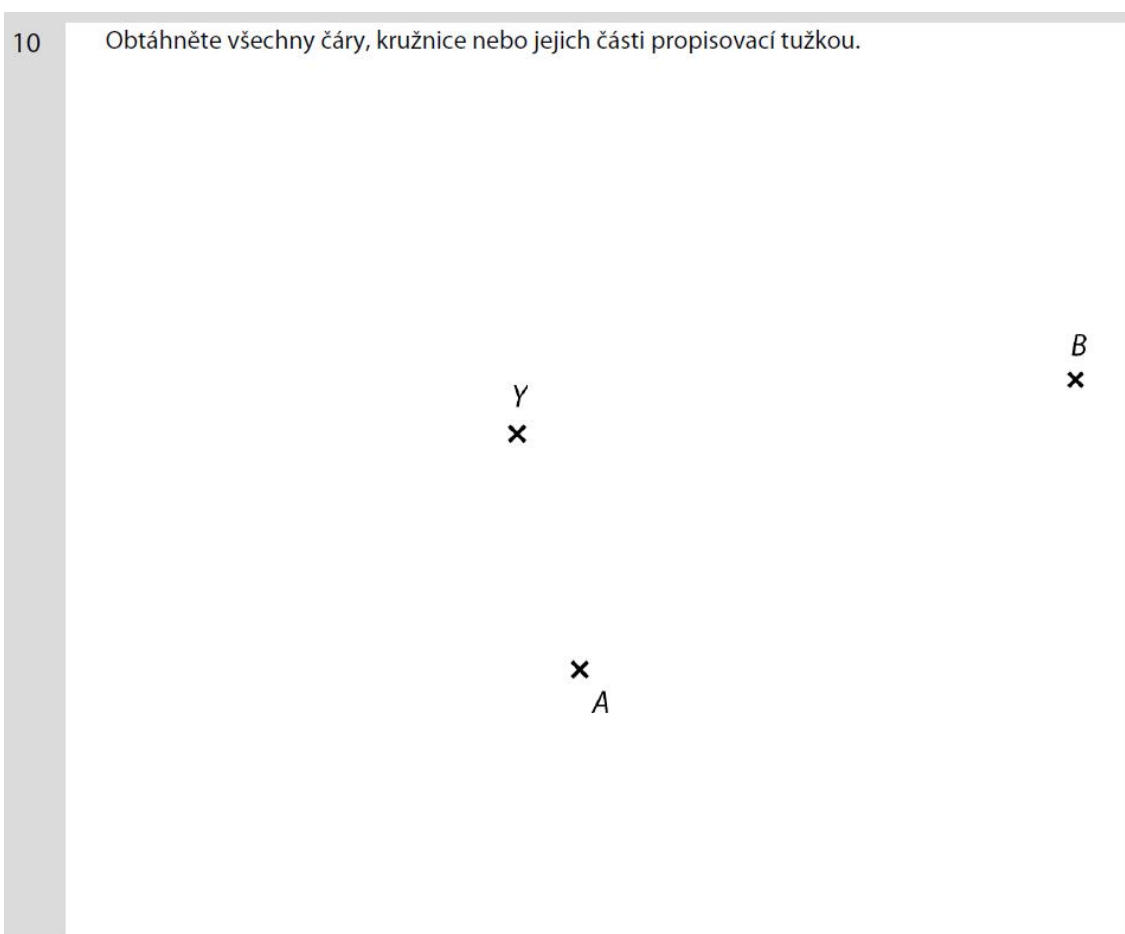 10 Obtáhněte všechny čáry, kružnice nebo jejich části propisovací tužkou.
B
Y
A